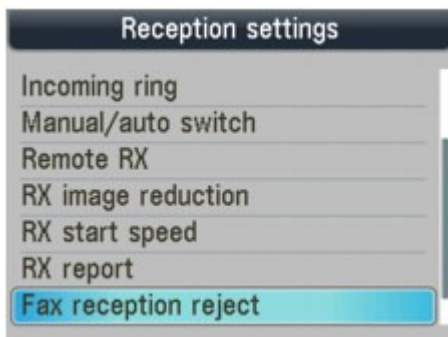 Reception settings
Incoming ring
Manual/auto switch
Remote RX
RX image reduction
RX start speed
RX report
Fax reception reject